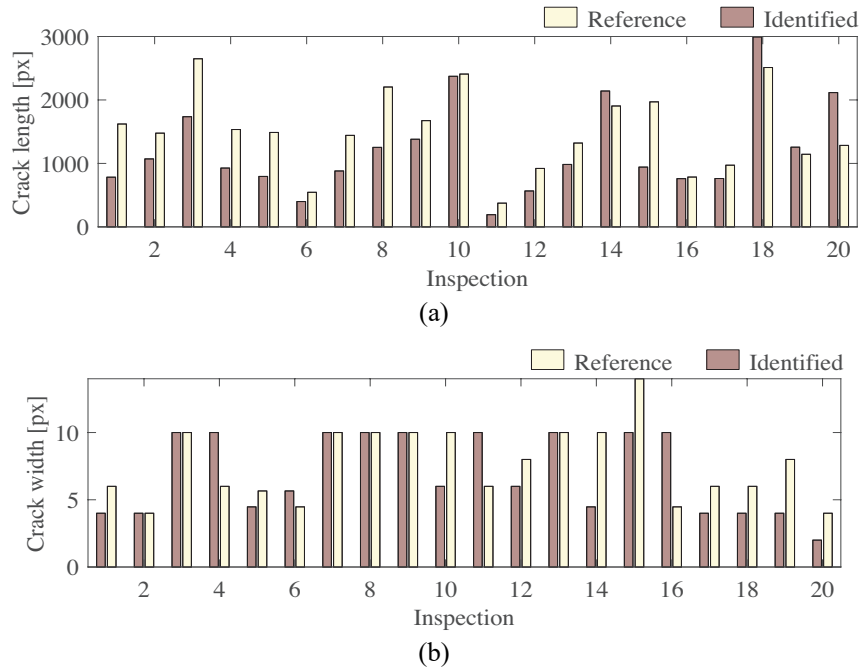 Reference Identified
3000
2000
1000
0
Crack length [px]
2 4 6 8 10 12 14 16 18 20
Inspection
(a)
Reference Identified
10
5
0
Crack width [px]
2 4 6 8 10 12 14 16 18 20
Inspection
(b)